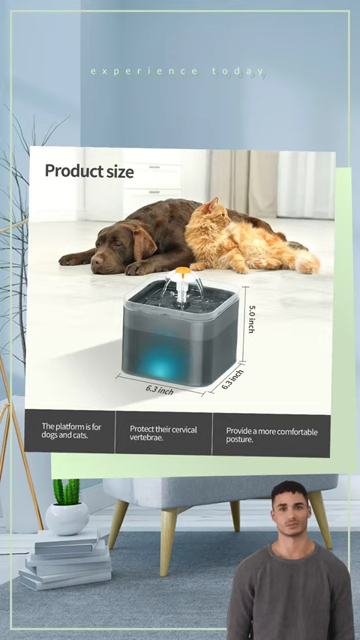 experience today
Product size
5.0 inch
6.3 inch
6.3 inch
The platform is for
dogs and cats.
Protect their cervical
vertebrae.
Provide a more comfortable
posture.